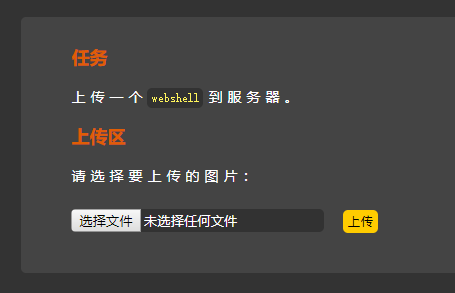 任务
上传一个 webshell 到服务器。
上传区
请选择要上传的图片：
选择文件 未选择任何文件 上传